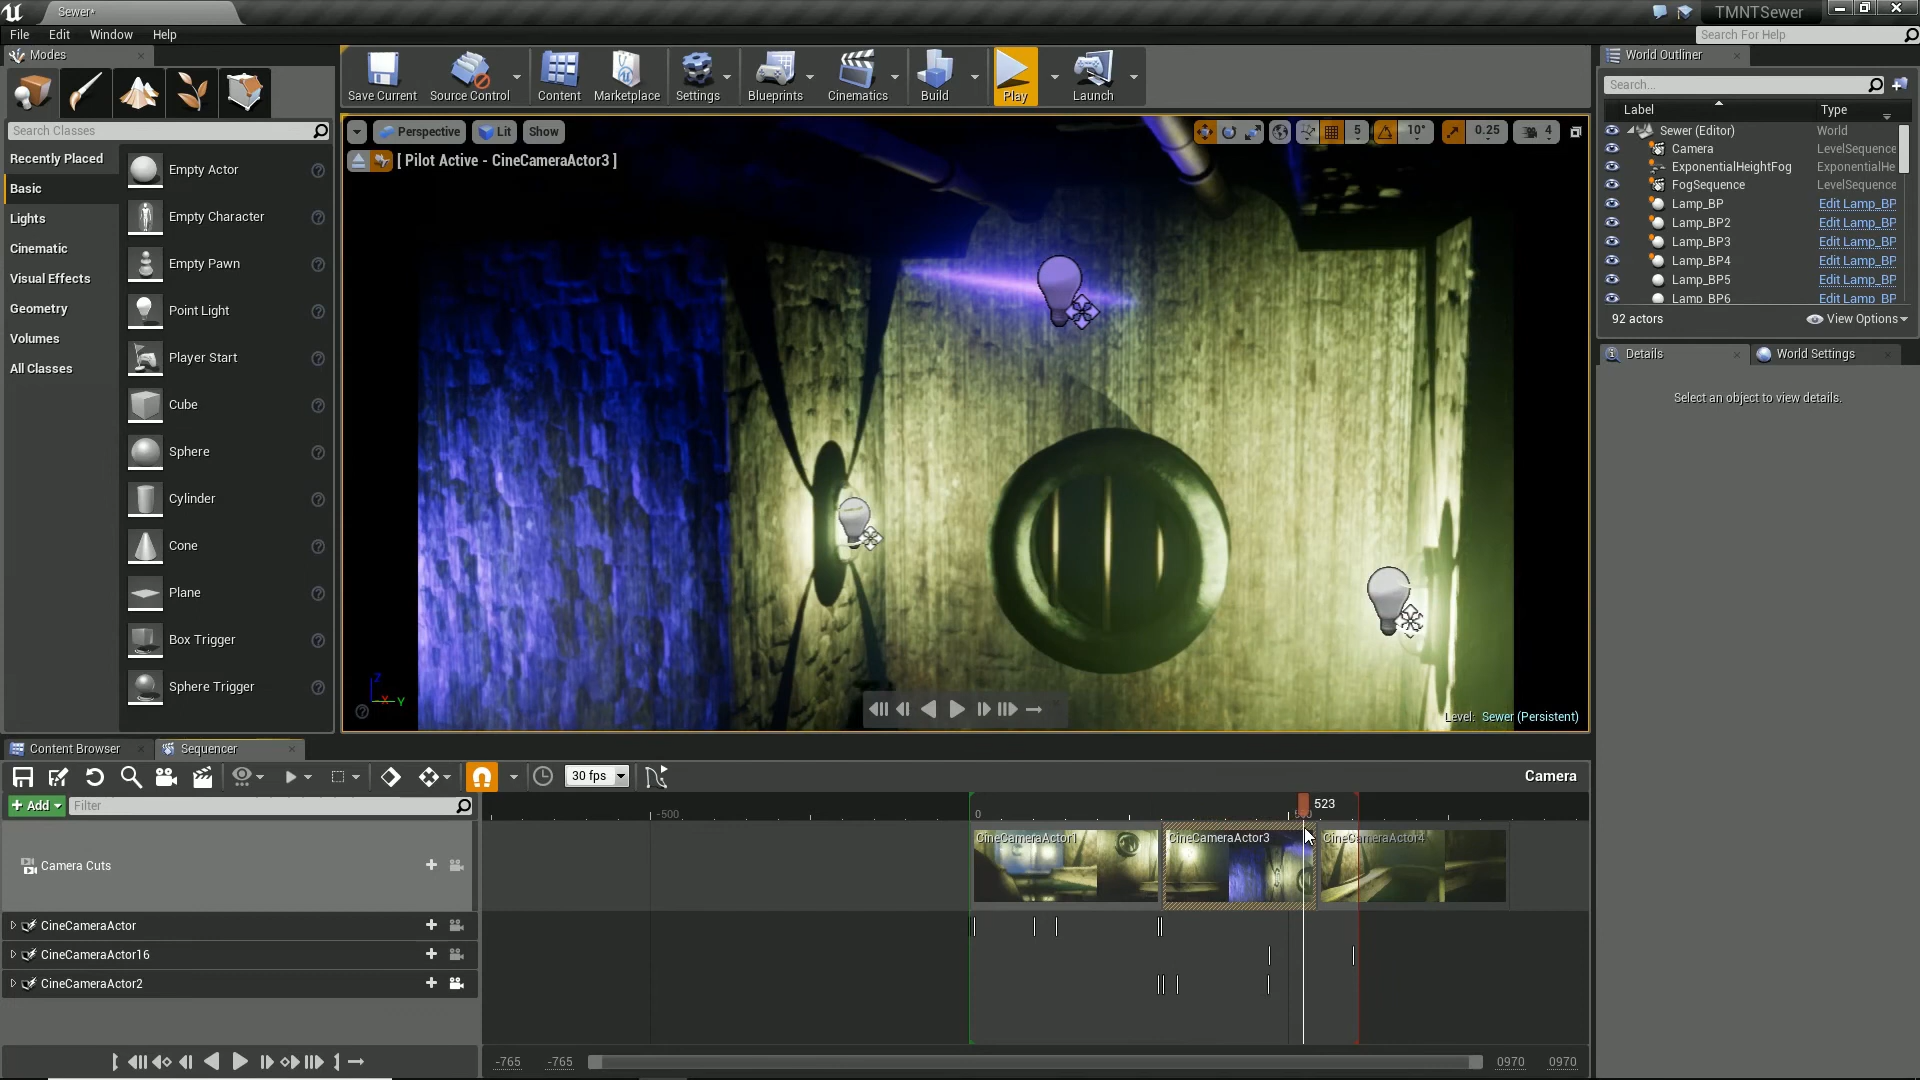 Sewer*
TMNTSewer
File Edit Window Help
Search For Help
Modes
Search Classes
Recently Placed
Basic
Lights
Cinematic
Visual Effects
Geometry
Volumes
All Classes
Empty Actor
Empty Character
Empty Pawn
Point Light
Player Start
Cube
Sphere
Cylinder
Cone
Plane
Box Trigger
Sphere Trigger
Save Current
Source Control
Content
Marketplace
Settings
Blueprints
Cinematics
Build
Play
Launch
Perspective
Lit
Show
5
10°
0.25
4
[ Pilot Active - CineCameraActor3 ]
Z
X
Y
Level: Sewer (Persistent)
World Outliner
Search...
Label Type
Sewer (Editor) World
Camera LevelSequence
ExponentialHeightFog ExponentialHe
FogSequence LevelSequence
Lamp_BP Edit Lamp_BP
Lamp_BP2 Edit Lamp_BP
Lamp_BP3 Edit Lamp_BP
Lamp_BP4 Edit Lamp_BP
Lamp_BP5 Edit Lamp_BP
Lamp_BP6 Edit Lamp_BP
92 actors
View Options
Details
World Settings
Select an object to view details.
Content Browser
Sequencer
30 fps
Camera
Add
Filter
-500
0
523
CineCameraActor1
CineCameraActor3
CineCameraActor4
Camera Cuts
CineCameraActor
CineCameraActor16
CineCameraActor2
-765
-765
0970
0970